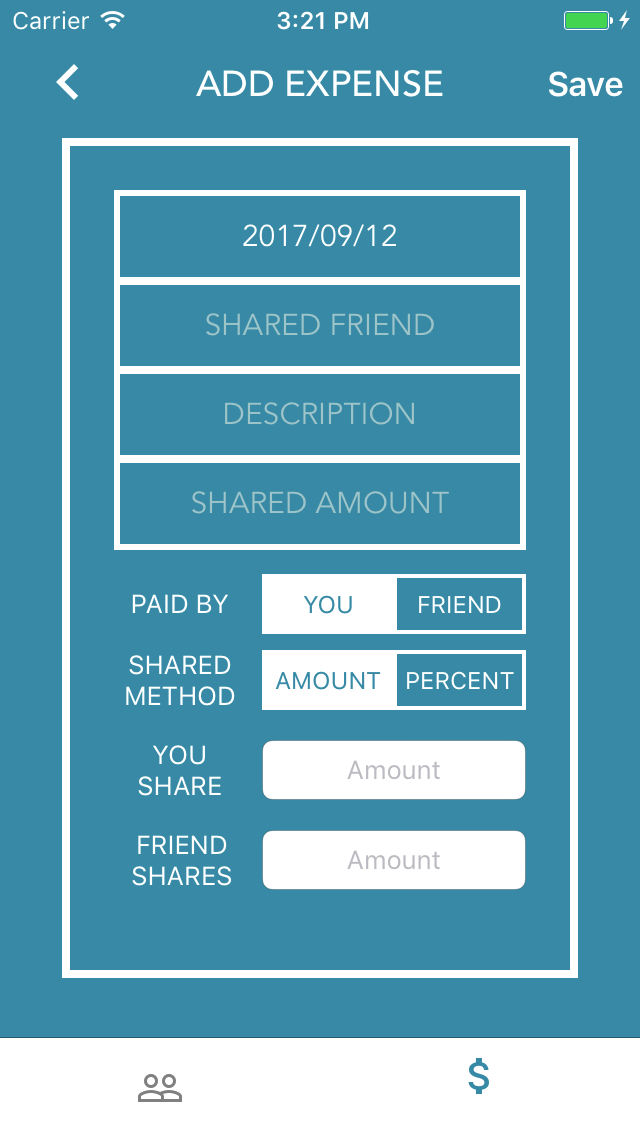 Carrier 3:21 PM
ADD EXPENSE Save
2017/09/12
SHARED FRIEND
DESCRIPTION
SHARED AMOUNT
PAID BY YOU FRIEND
SHARED
METHOD
AMOUNT PERCENT
YOU
SHARE
Amount
FRIEND
SHARES
Amount
$